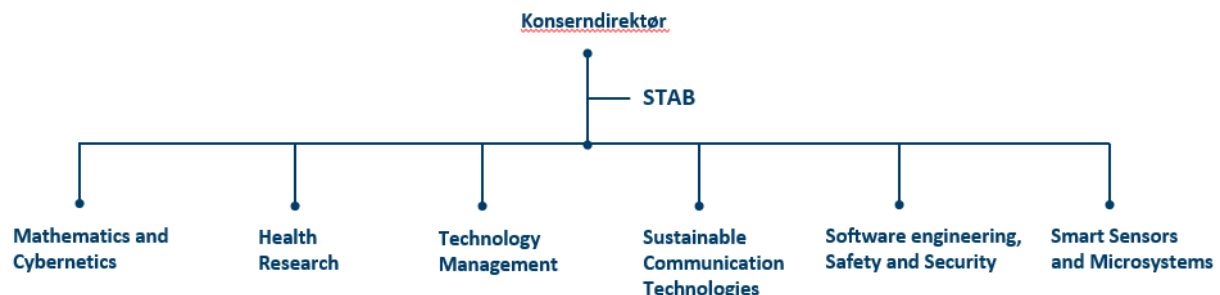 Konserndirektør
STAB
Mathematics and
Cybernetics
Health
Research
Technology
Management
Sustainable
Communication
Technologies
Software engineering,
Safety and Security
Smart Sensors
and Microsystems